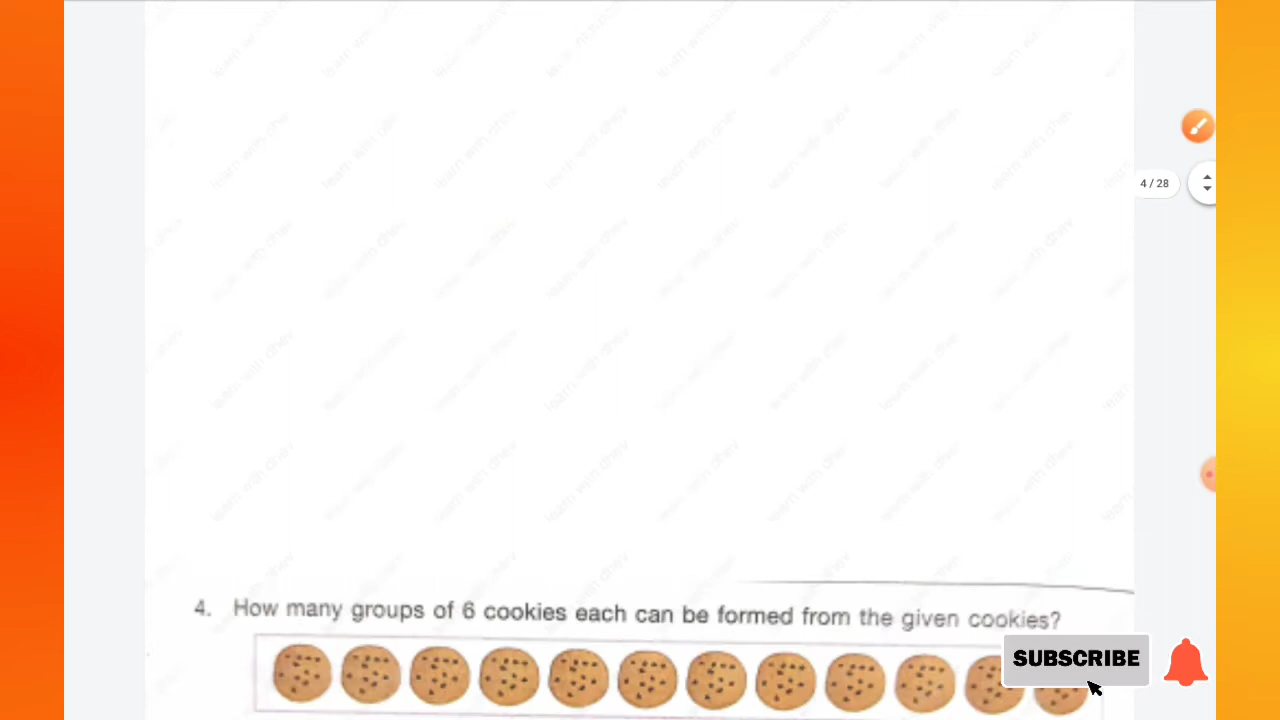 4 / 28
4. How many groups of 6 cookies each can be formed from the given cookies?
SUBSCRIBE